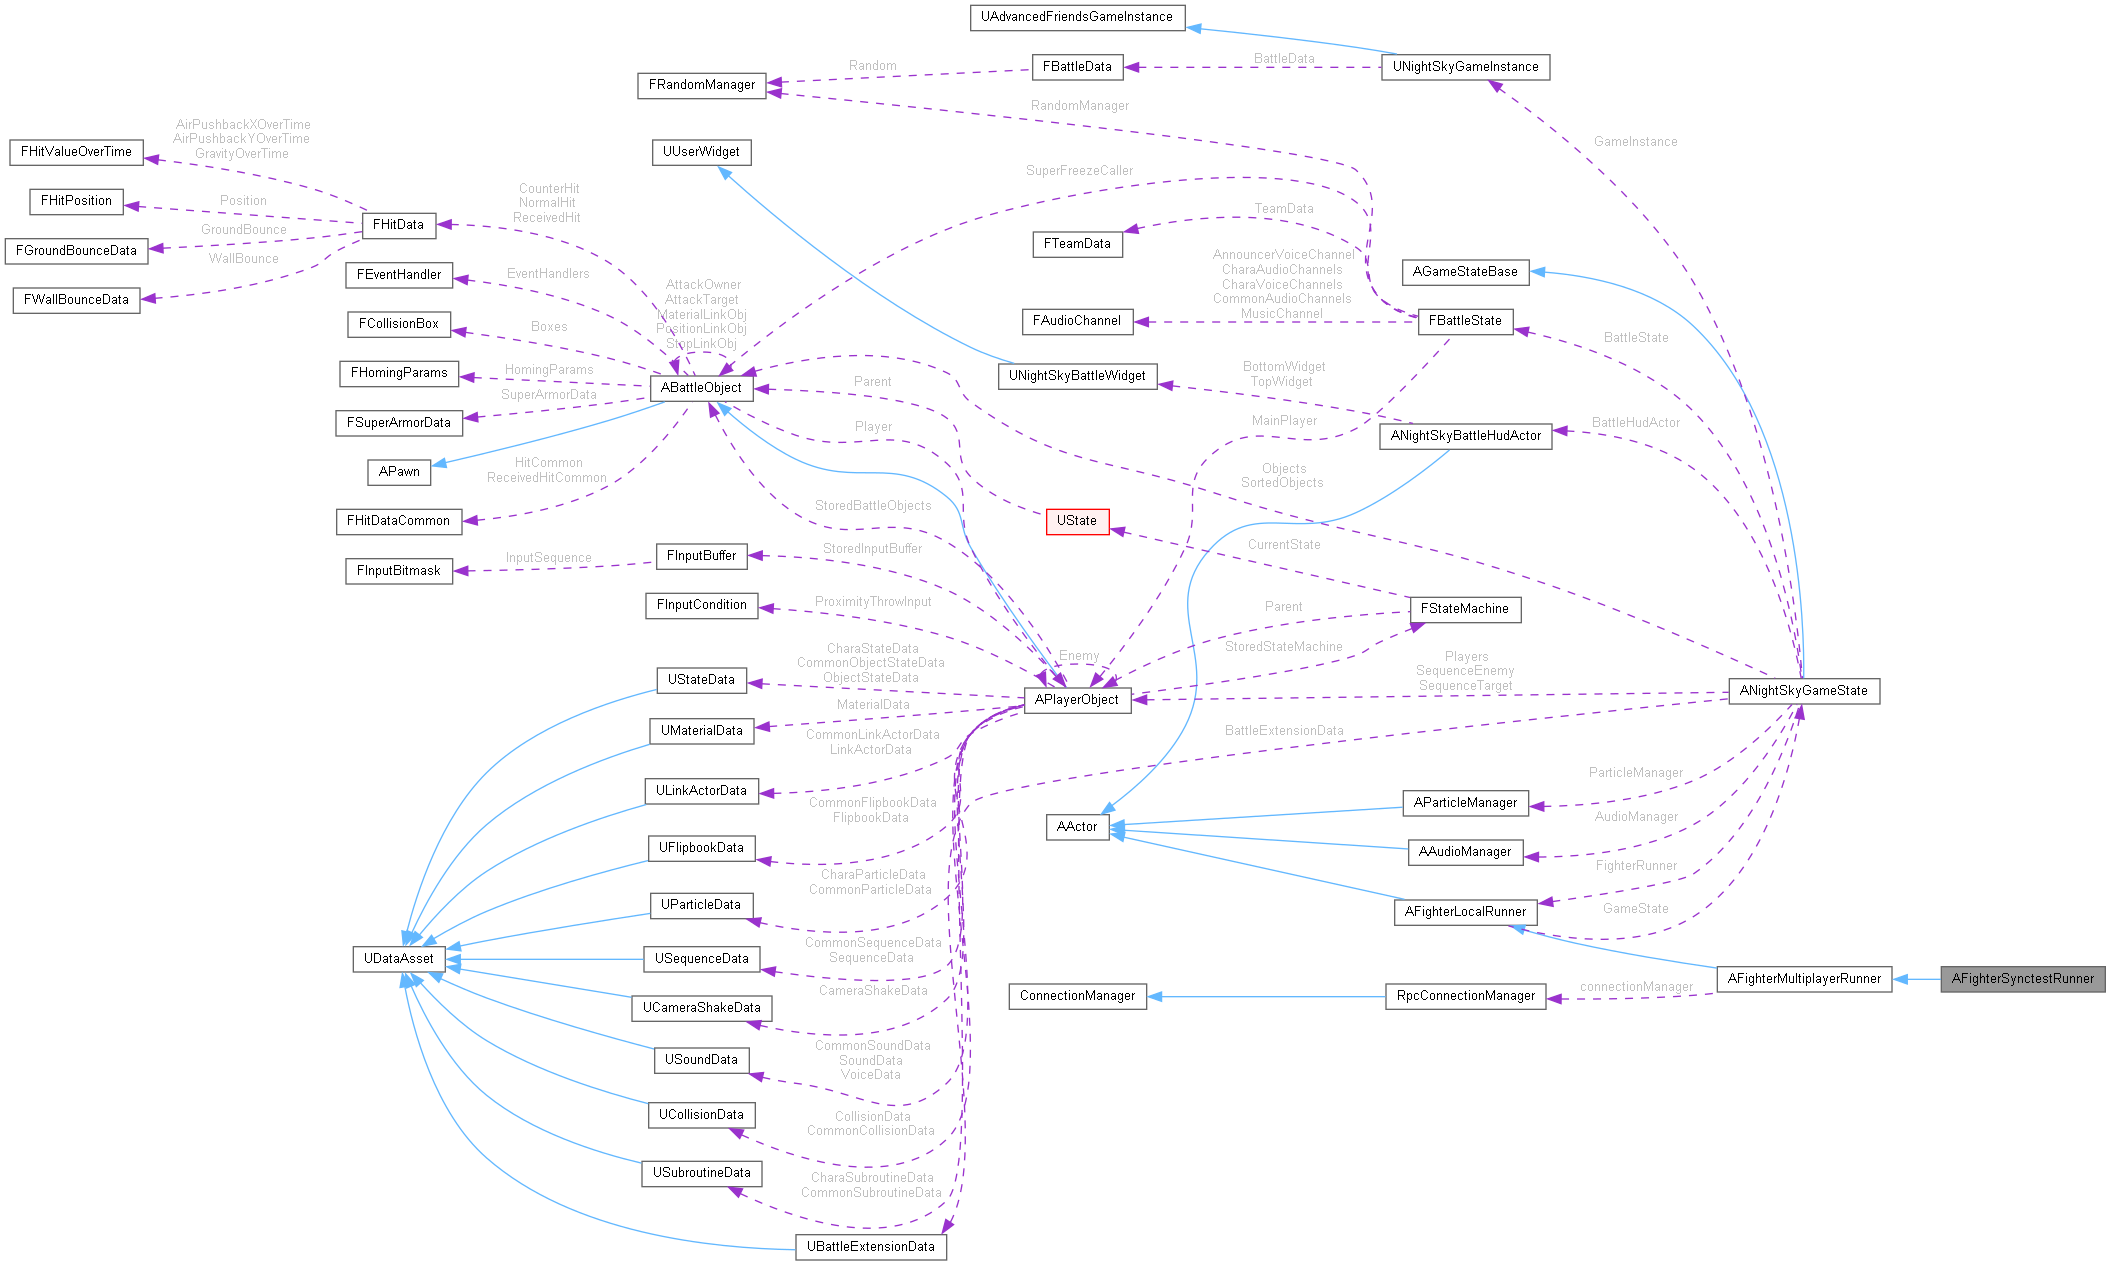 UAdvancedFriendsGameInstance
UNightSkyGameInstance
BattleData
FBattleData
Random
FRandomManager
RandomManager
GameInstance
AirPushbackXOverTime
AirPushbackYOverTime
GravityOverTime
FHitValueOverTime
UUserWidget
SuperFreezeCaller
CounterHit
NormalHit
ReceivedHit
Position
FHitPosition
FHitData
GroundBounce
FGroundBounceData
WallBounce
FWallBounceData
TeamData
FTeamData
AnnouncerVoiceChannel
CharaAudioChannels
CharaVoiceChannels
CommonAudioChannels
MusicChannel
FAudioChannel
FBattleState
AGameStateBase
BattleState
FEventHandler
EventHandlers
AttackOwner
AttackTarget
MaterialLinkObj
PositionLinkObj
StopLinkObj
FCollisionBox
Boxes
FHomingParams
HomingParams
SuperArmorData
FSuperArmorData
ABattleObject
Parent
Player
UNightSkyBattleWidget
BottomWidget
TopWidget
MainPlayer
ANightSkyBattleHudActor
BattleHudActor
APawn
HitCommon
ReceivedHitCommon
FHitDataCommon
Objects
SortedObjects
StoredBattleObjects
UState
CurrentState
FInputBuffer
StoredInputBuffer
InputSequence
FInputBitmask
FInputCondition
ProximityThrowInput
FStateMachine
Parent
StoredStateMachine
Enemy
APlayerObject
Players
SequenceEnemy
SequenceTarget
ANightSkyGameState
CharaStateData
CommonObjectStateData
ObjectStateData
UStateData
MaterialData
UMaterialData
CommonLinkActorData
LinkActorData
ULinkActorData
BattleExtensionData
CommonFlipbookData
FlipbookData
UFlipbookData
ParticleManager
AParticleManager
AActor
AudioManager
AAudioManager
FighterRunner
AFighterLocalRunner
GameState
CharaParticleData
CommonParticleData
UParticleData
UDataAsset
CommonSequenceData
SequenceData
USequenceData
CameraShakeData
UCameraShakeData
ConnectionManager
RpcConnectionManager
connectionManager
AFighterMultiplayerRunner
AFighterSynctestRunner
CommonSoundData
SoundData
VoiceData
USoundData
CollisionData
CommonCollisionData
UCollisionData
CharaSubroutineData
CommonSubroutineData
USubroutineData
UBattleExtensionData